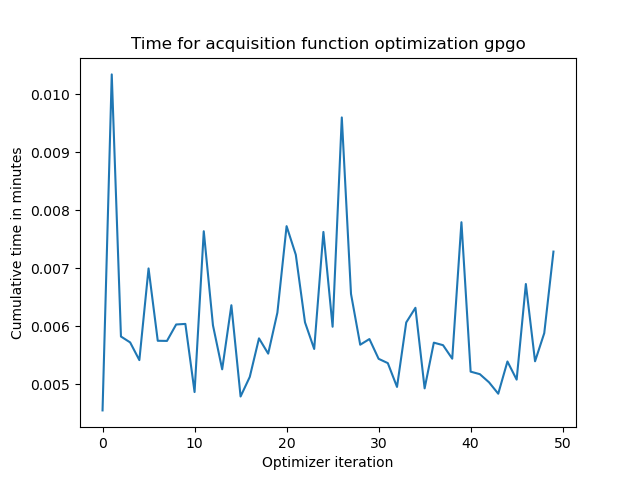 Time for acquisition function optimization gpgo
0.010
0.009
0.008
0.007
0.006
0.005
Cumulative time in minutes
0 10 20 30 40 50
Optimizer iteration